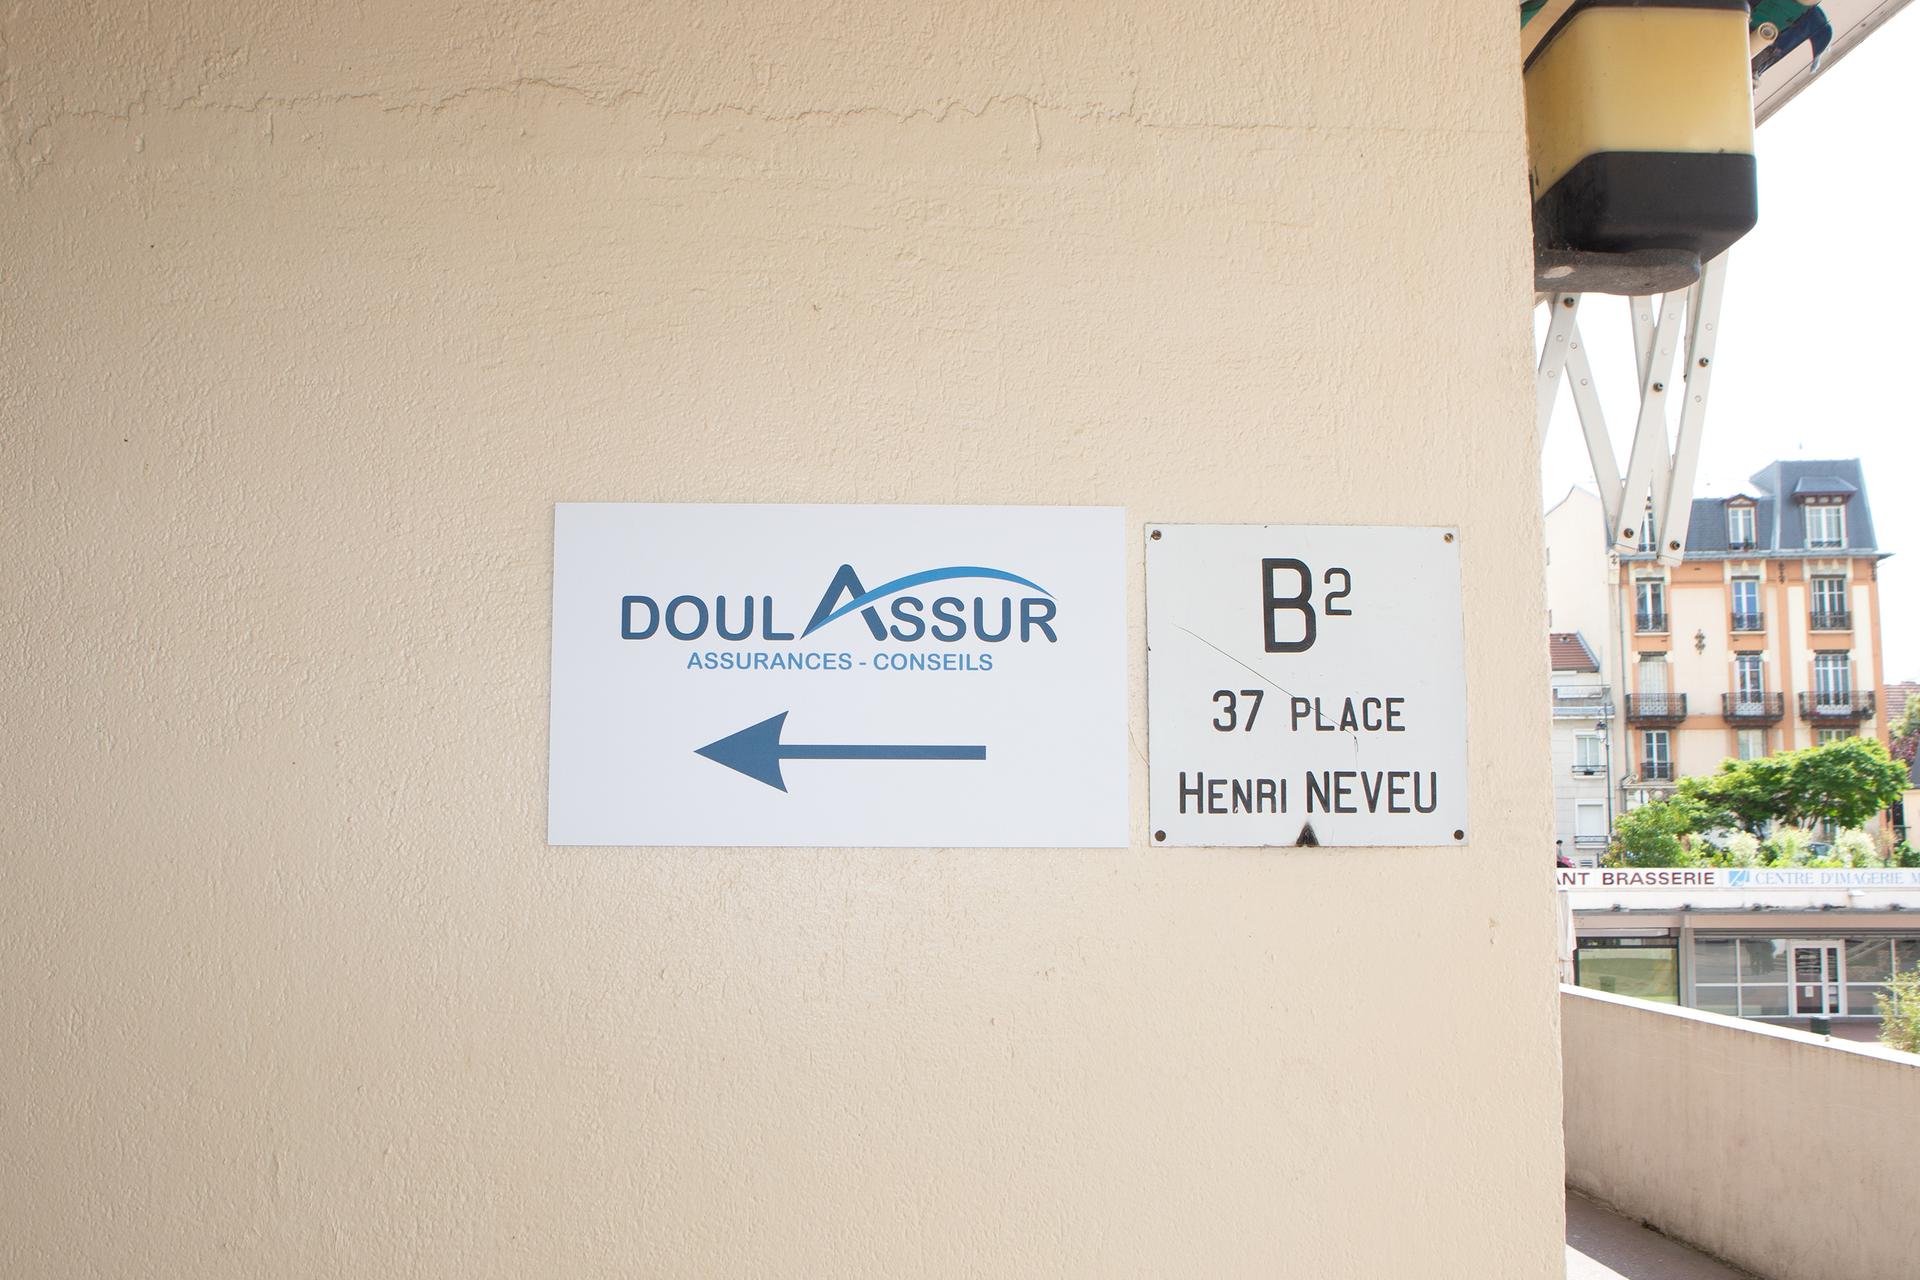 DOULASSUR
ASSURANCES - CONSEILS
B²
37 PLACE
HENRI NEVEU
BRASSERIE
CENTRE D'IMAGERIE